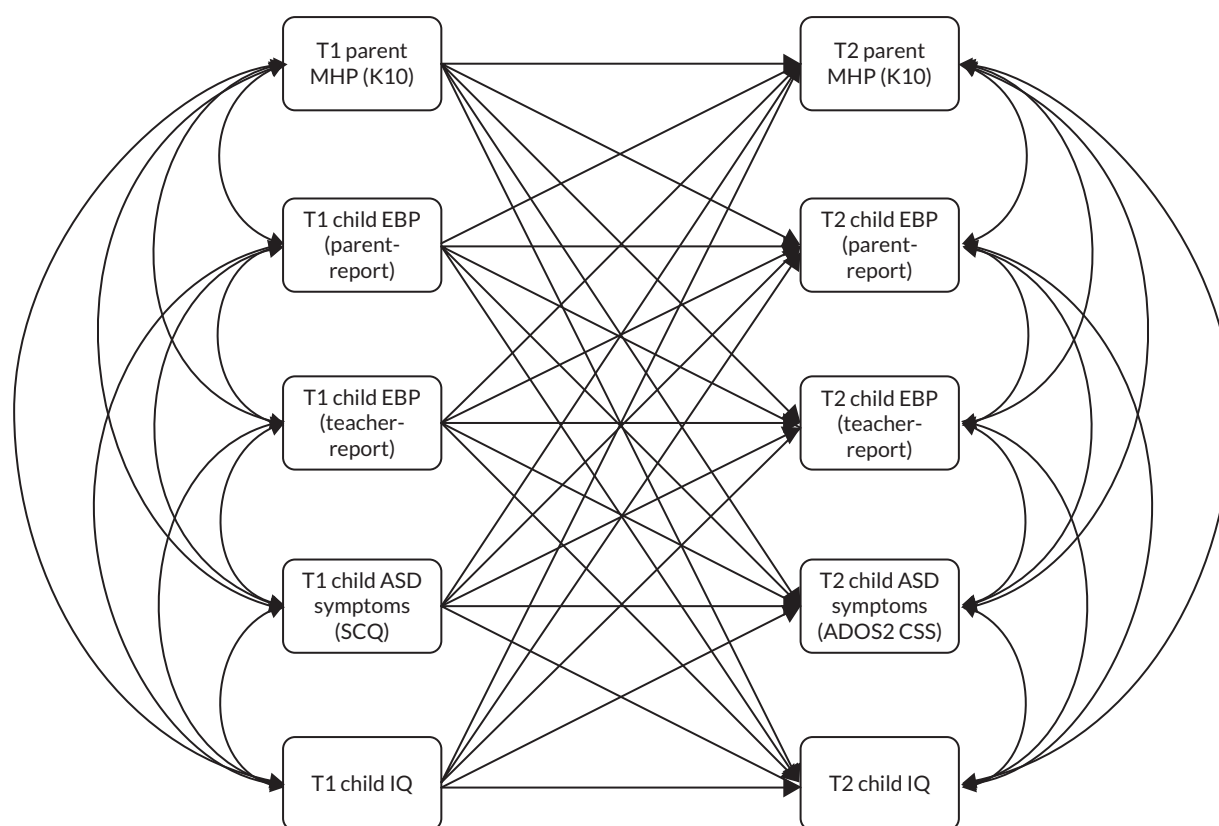 T1 parent
MHP (K10)
T2 parent
MHP (K10)
T1 child EBP
(parent-
report)
T2 child EBP
(parent-
report)
T1 child EBP
(teacher-
report)
T2 child EBP
(teacher-
report)
T1 child ASD
symptoms
(SCQ)
T2 child ASD
symptoms
(ADOS2 CSS)
T1 child IQ
T2 child IQ